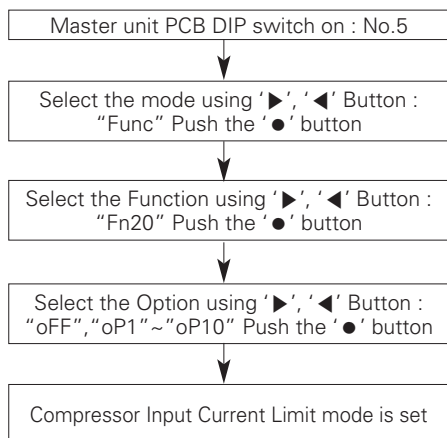 Master unit PCB DIP switch on : No.5
Select the mode using ‘▶’, ‘◀’ Button :
“Func” Push the ‘●’ button
Select the Function using ‘▶’, ‘◀’ Button :
“Fn20” Push the ‘●’ button
Select the Option using ‘▶’, ‘◀’ Button :
“oFF”,“oP1”~”oP10” Push the ‘●’ button
Compressor Input Current Limit mode is set